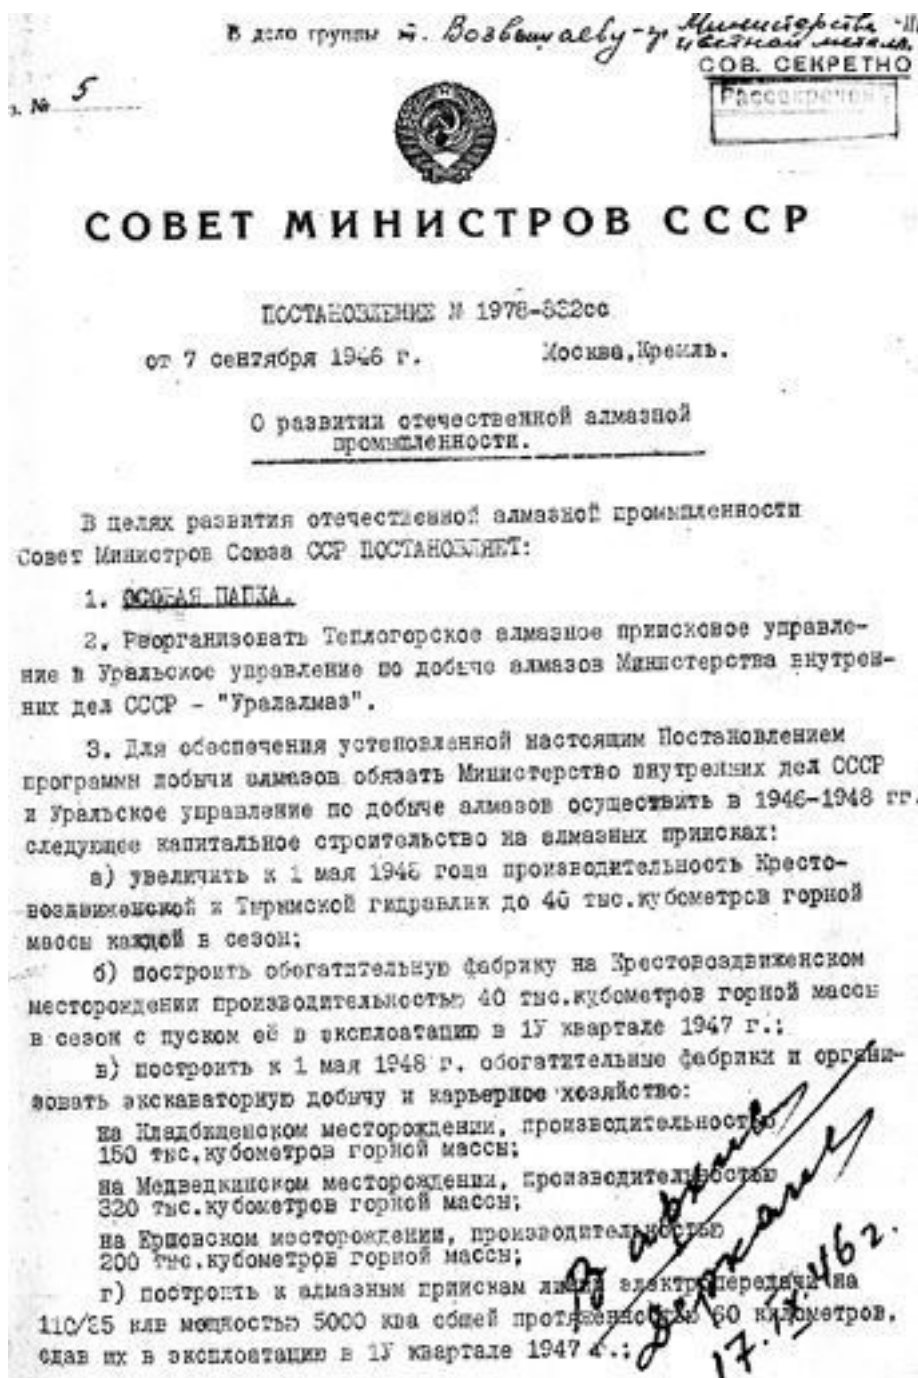 В дело группы т. Возвышаеву - гр. Министерства
цветной металл.
СОВ. СЕКРЕТНО
Рассекречено
№ 5
СОВЕТ МИНИСТРОВ СССР
ПОСТАНОВЛЕНИЕ № 1978-832сс
от 7 сентября 1946 г. Москва, Кремль.
О развитии отечественной алмазной
промышленности.
В целях развития отечественной алмазной промышленности
Совет Министров Союза ССР ПОСТАНОВЛЯЕТ:
1. ОСОБАЯ ПАПКА.
2. Реорганизовать Теплогорское алмазное приисковое управле-
ние в Уральское управление по добыче алмазов Министерства внутрен-
них дел СССР - "Уралалмаз".
3. Для обеспечения установленной настоящим Постановлением
программы добычи алмазов обязать Министерство внутренних дел СССР
и Уральское управление по добыче алмазов осуществить в 1946-1948 гг.
следующее капитальное строительство на алмазных приисках:
а) увеличить к 1 мая 1948 года производительность Кресто-
воздвиженской и Тырымской гидравлик до 40 тыс.кубометров горной
массы каждой в сезон;
б) построить обогатительную фабрику на Крестовоздвиженском
месторождении производительностью 40 тыс.кубометров горной массы
в сезон с пуском её в эксплоатацию в 1У квартале 1947 г.;
в) построить к 1 мая 1948 г. обогатительные фабрики и органи-
зовать экскаваторную добычу и карьерное хозяйство:
на Кладбищенском месторождении, производительностью
150 тыс.кубометров горной массы;
на Медведкинском месторождении, производительностью
320 тыс.кубометров горной массы;
на Ершовском месторождении, производительностью
200 тыс.кубометров горной массы;
г) построить к алмазным приискам линии электропередачи на
110/35 клв мощностью 5000 ква общей протяженностью 60 километров,
сдав их в эксплоатацию в 1У квартале 1947 г.;
17.IX.46г.